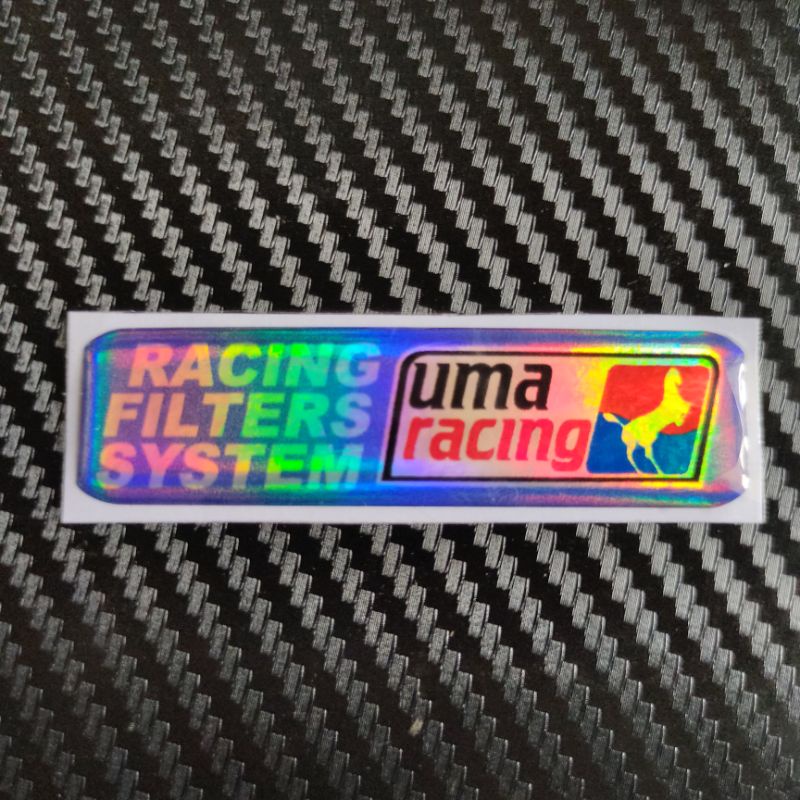 RACING
FILTERS
SYSTEM
uma
racing